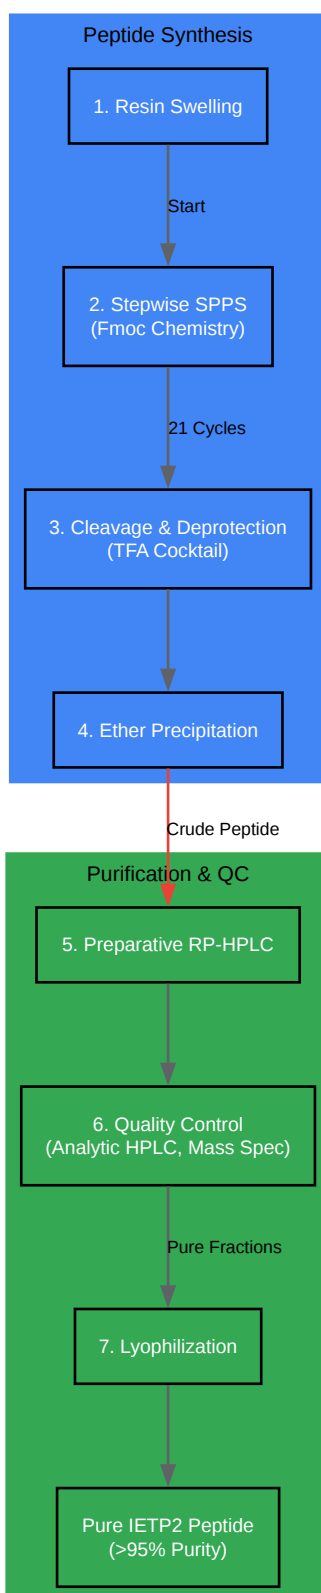 Peptide Synthesis
1. Resin Swelling
Start
2. Stepwise SPPS
(Fmoc Chemistry)
21 Cycles
3. Cleavage & Deprotection
(TFA Cocktail)
4. Ether Precipitation
Crude Peptide
Purification & QC
5. Preparative RP-HPLC
6. Quality Control
(Analytic HPLC, Mass Spec)
Pure Fractions
7. Lyophilization
Pure IETP2 Peptide
(>95% Purity)